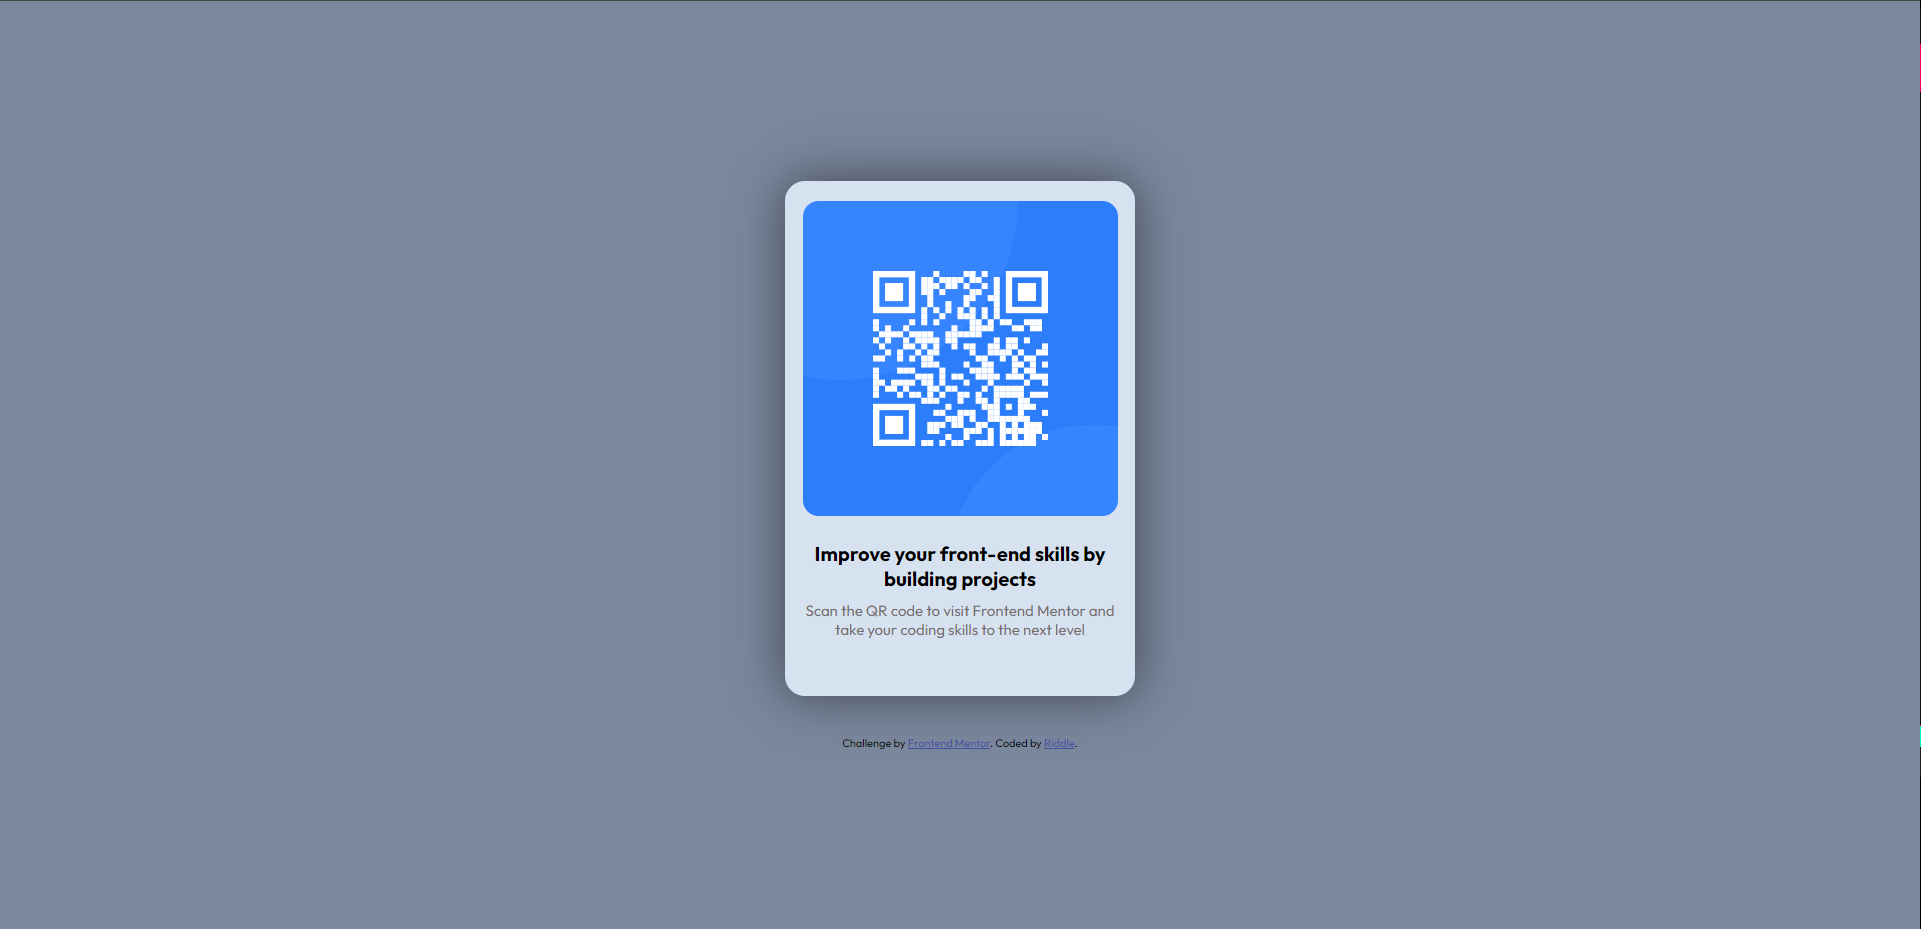 Improve your front-end skills by
building projects
Scan the QR code to visit Frontend Mentor and
take your coding skills to the next level
Challenge by Frontend Mentor. Coded by Riddle.